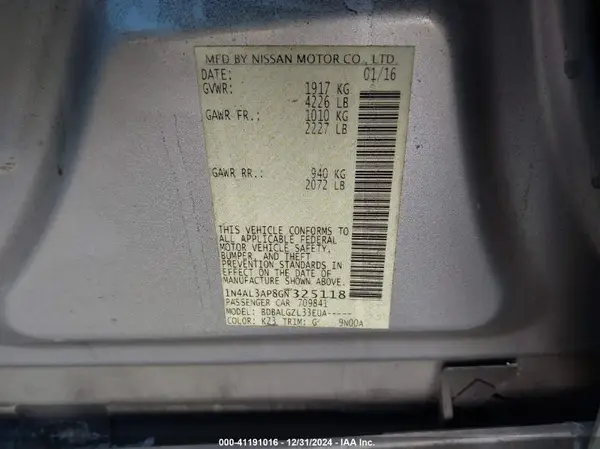 MFD BY NISSAN MOTOR CO., LTD.
DATE: 01/16
GVWR: 1917 KG
4226 LB
GAWR FR.: 1010 KG
2227 LB
GAWR RR.: 940 KG
2072 LB
THIS VEHICLE CONFORMS TO
ALL APPLICABLE FEDERAL
MOTOR VEHICLE SAFETY,
BUMPER, AND THEFT
PREVENTION STANDARDS IN
EFFECT ON THE DATE OF
MANUFACTURE SHOWN ABOVE.
1N4AL3AP8GN325118
PASSENGER CAR 709841
MODEL: BDBALGZL33EUA-----
COLOR: K23 TRIM: G 9N00A
000-41191016 - 12/31/2024 - IAA Inc.